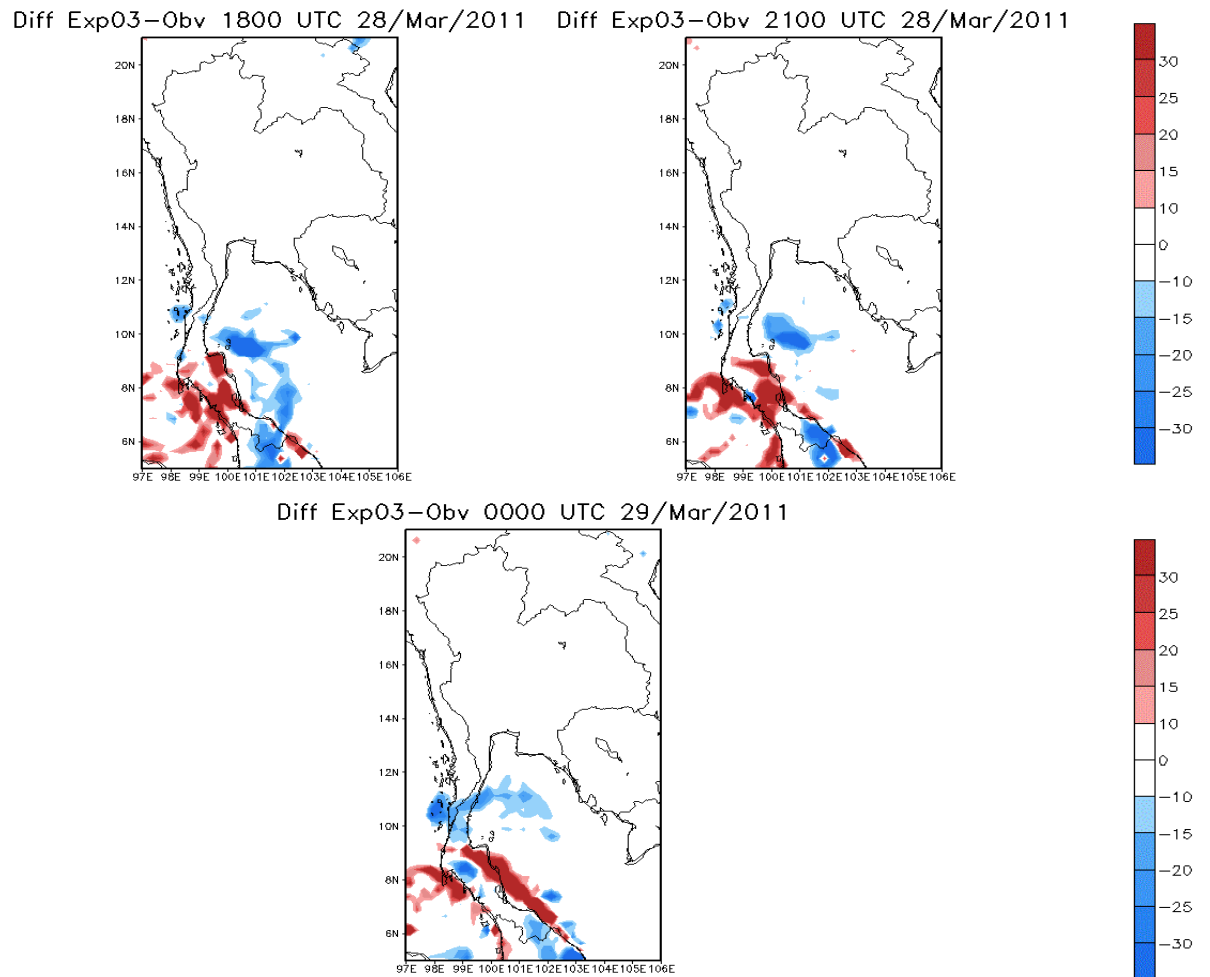 Diff Exp03-Obv 1800 UTC 28/Mar/2011
Diff Exp03-Obv 2100 UTC 28/Mar/2011
20N
18N
16N
14N
12N
10N
8N
6N
97E 98E 99E 100E 101E 102E 103E 104E 105E 106E
20N
18N
16N
14N
12N
10N
8N
6N
97E 98E 99E 100E 101E 102E 103E 104E 105E 106E
30
25
20
15
10
0
-10
-15
-20
-25
-30
Diff Exp03-Obv 0000 UTC 29/Mar/2011
20N
18N
16N
14N
12N
10N
8N
6N
97E 98E 99E 100E 101E 102E 103E 104E 105E 106E
30
25
20
15
10
0
-10
-15
-20
-25
-30